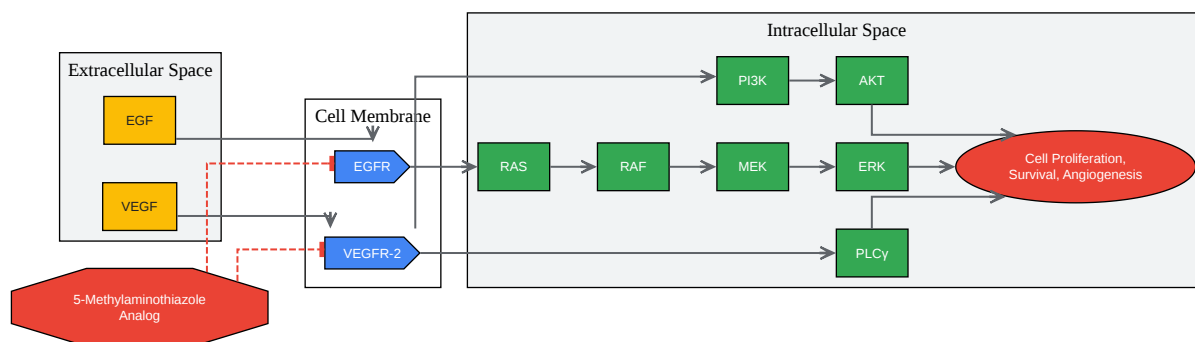 Intracellular Space
Extracellular Space
PI3K
AKT
EGF
Cell Membrane
EGFR
RAS
RAF
MEK
ERK
Cell Proliferation,
Survival, Angiogenesis
VEGF
VEGFR-2
PLCγ
5-Methylaminothiazole
Analog